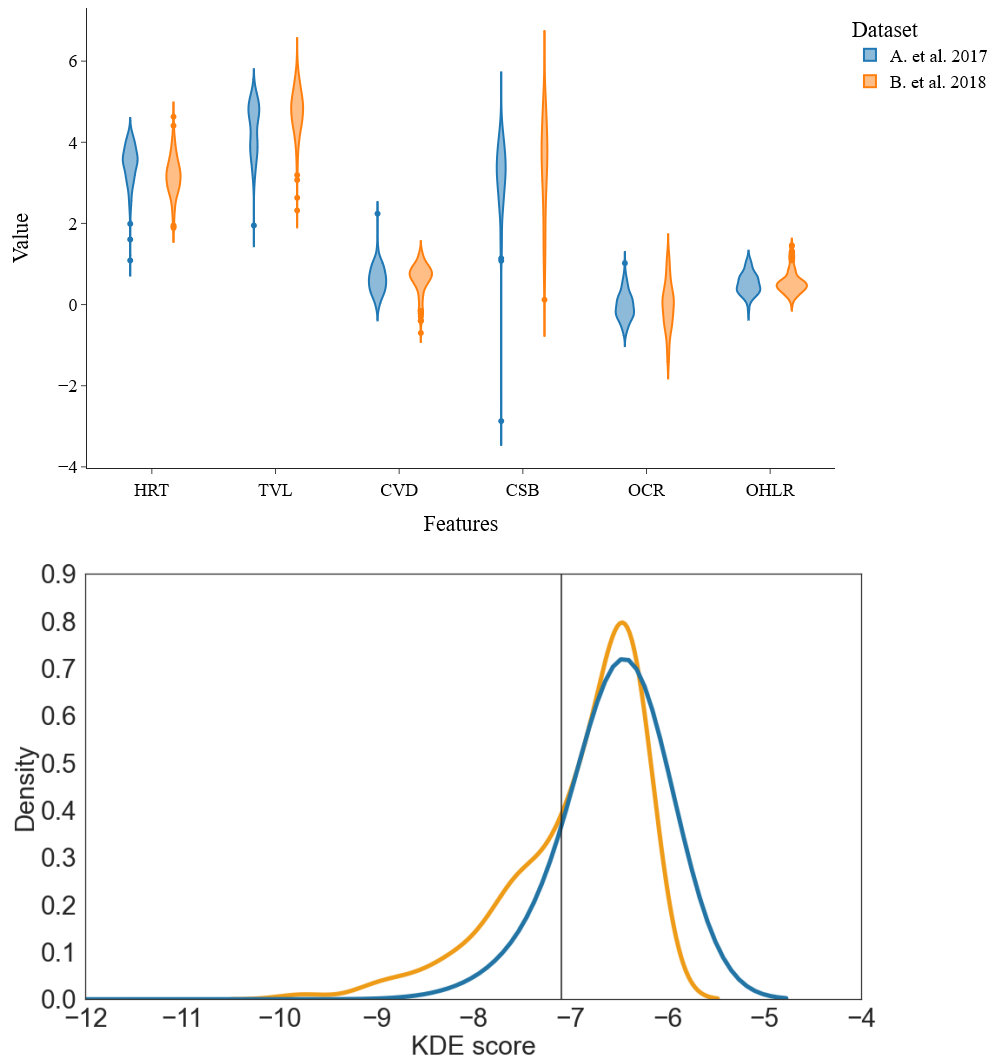 Dataset
A. et al. 2017
B. et al. 2018
6
4
2
0
−2
−4
Value
HRT TVL CVD CSB OCR OHLR
Features
0.9
0.8
0.7
0.6
0.5
0.4
0.3
0.2
0.1
0.0
Density
−12 −11 −10 −9 −8 −7 −6 −5 −4
KDE score